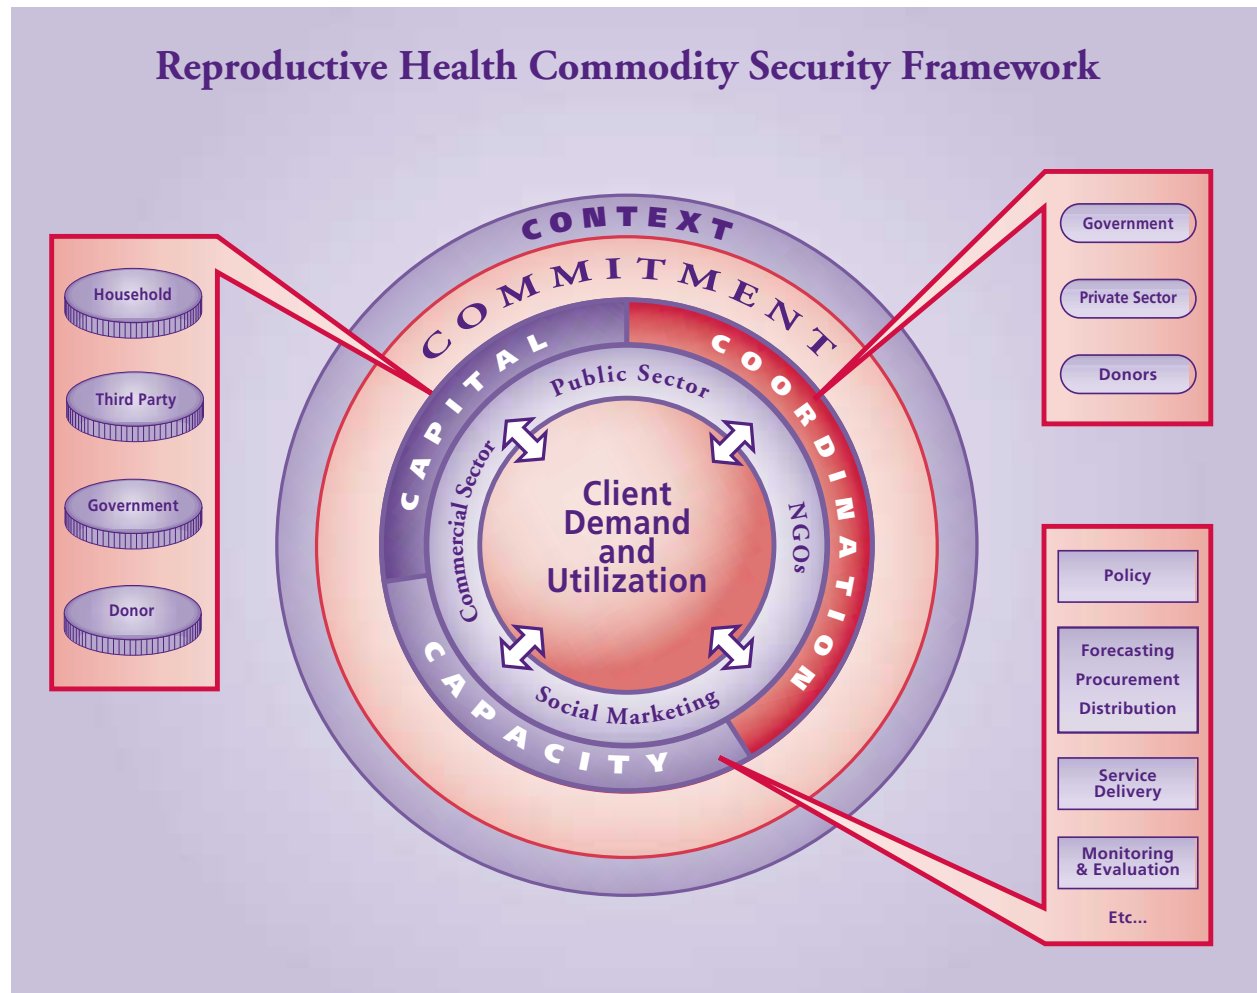 Reproductive Health Commodity Security Framework
CONTEXT
COMMITMENT
CAPITAL
COORDINATION
CAPACITY
Public Sector
NGOs
Social Marketing
Commercial Sector
Client
Demand
and
Utilization
Household
Third Party
Government
Donor
Government
Private Sector
Donors
Policy
Forecasting
Procurement
Distribution
Service
Delivery
Monitoring
& Evaluation
Etc...